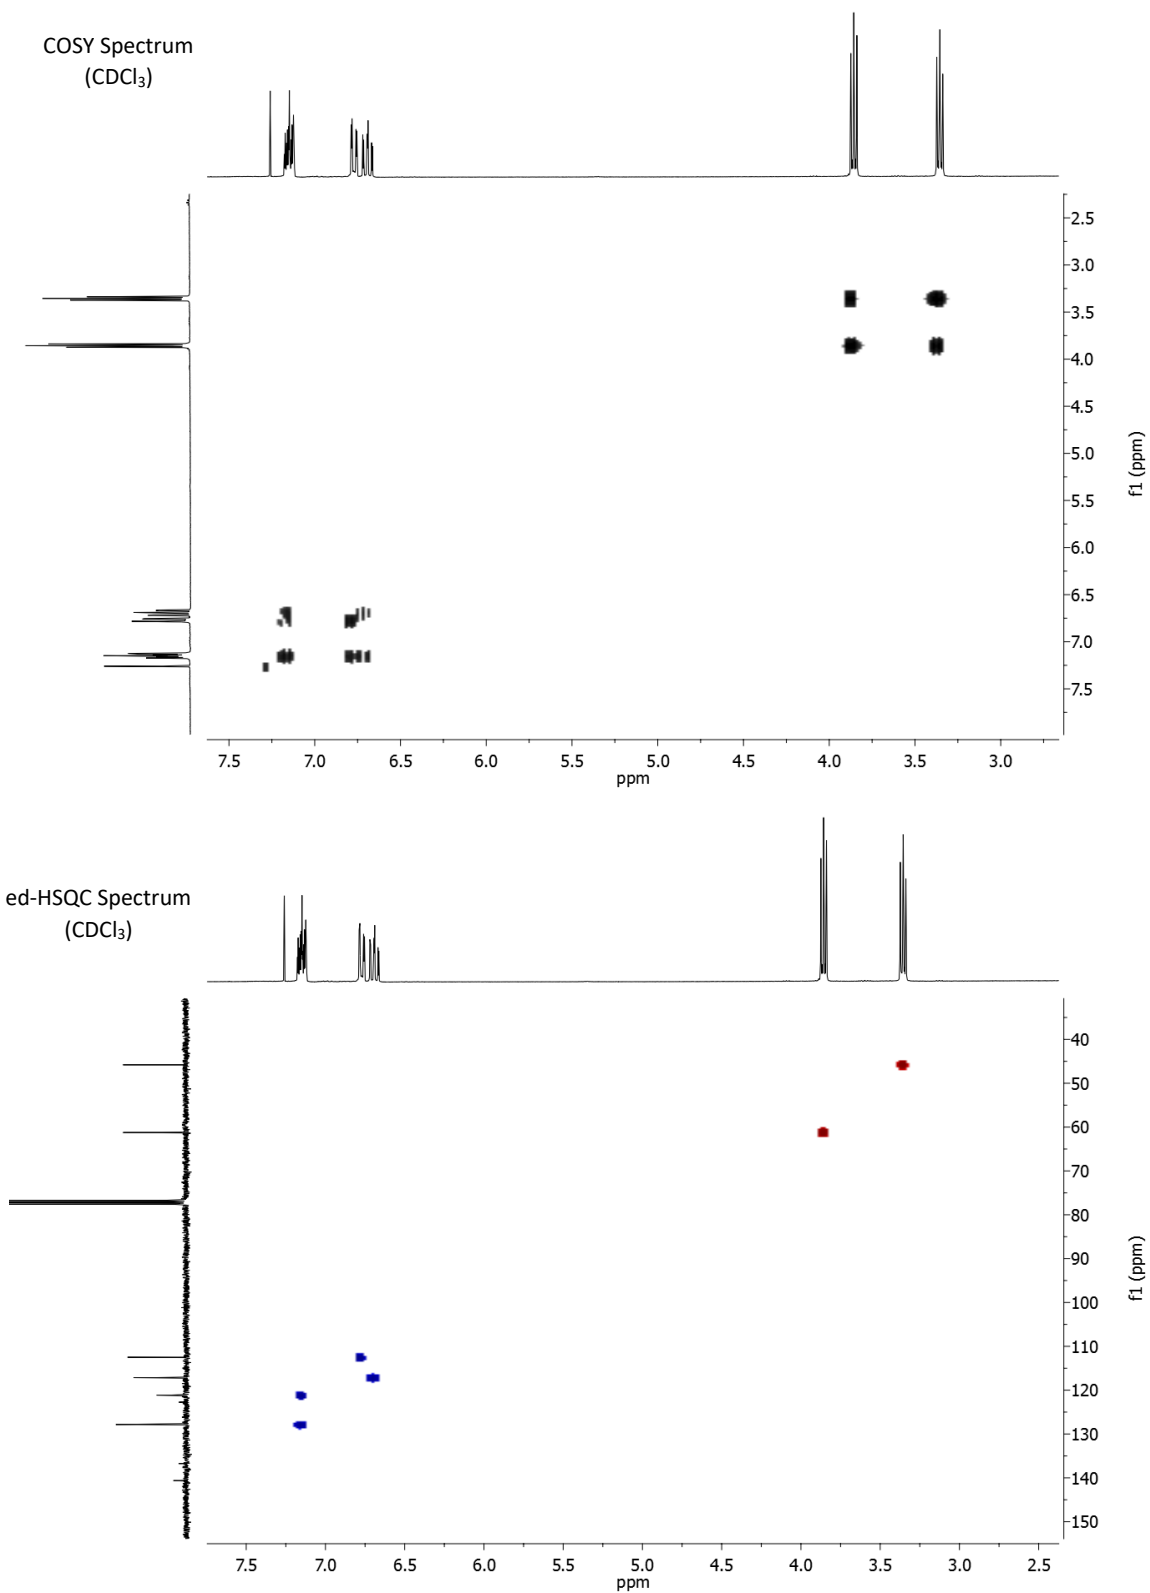 COSY Spectrum
(CDCl₃)
2.5
3.0
3.5
4.0
4.5
5.0
5.5
6.0
6.5
7.0
7.5
f1 (ppm)
7.5 7.0 6.5 6.0 5.5 5.0 4.5 4.0 3.5 3.0
ppm
ed-HSQC Spectrum
(CDCl₃)
40
50
60
70
80
90
100
110
120
130
140
150
f1 (ppm)
7.5 7.0 6.5 6.0 5.5 5.0 4.5 4.0 3.5 3.0 2.5
ppm